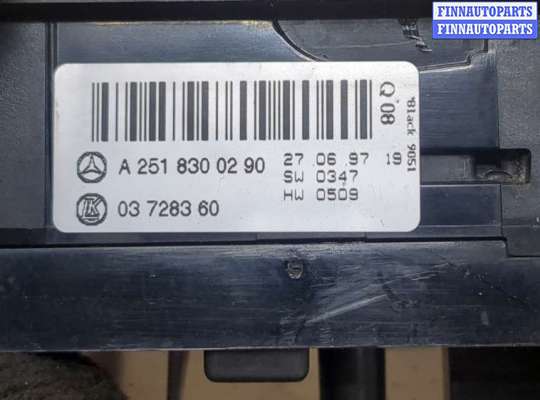 FINNAUTOPARTS
FINNAUTOPARTS
Q'08
'Black 9051
A 251 830 02 90
27 .06 .97 19
SW 0347
HW 0509
03 7283 60